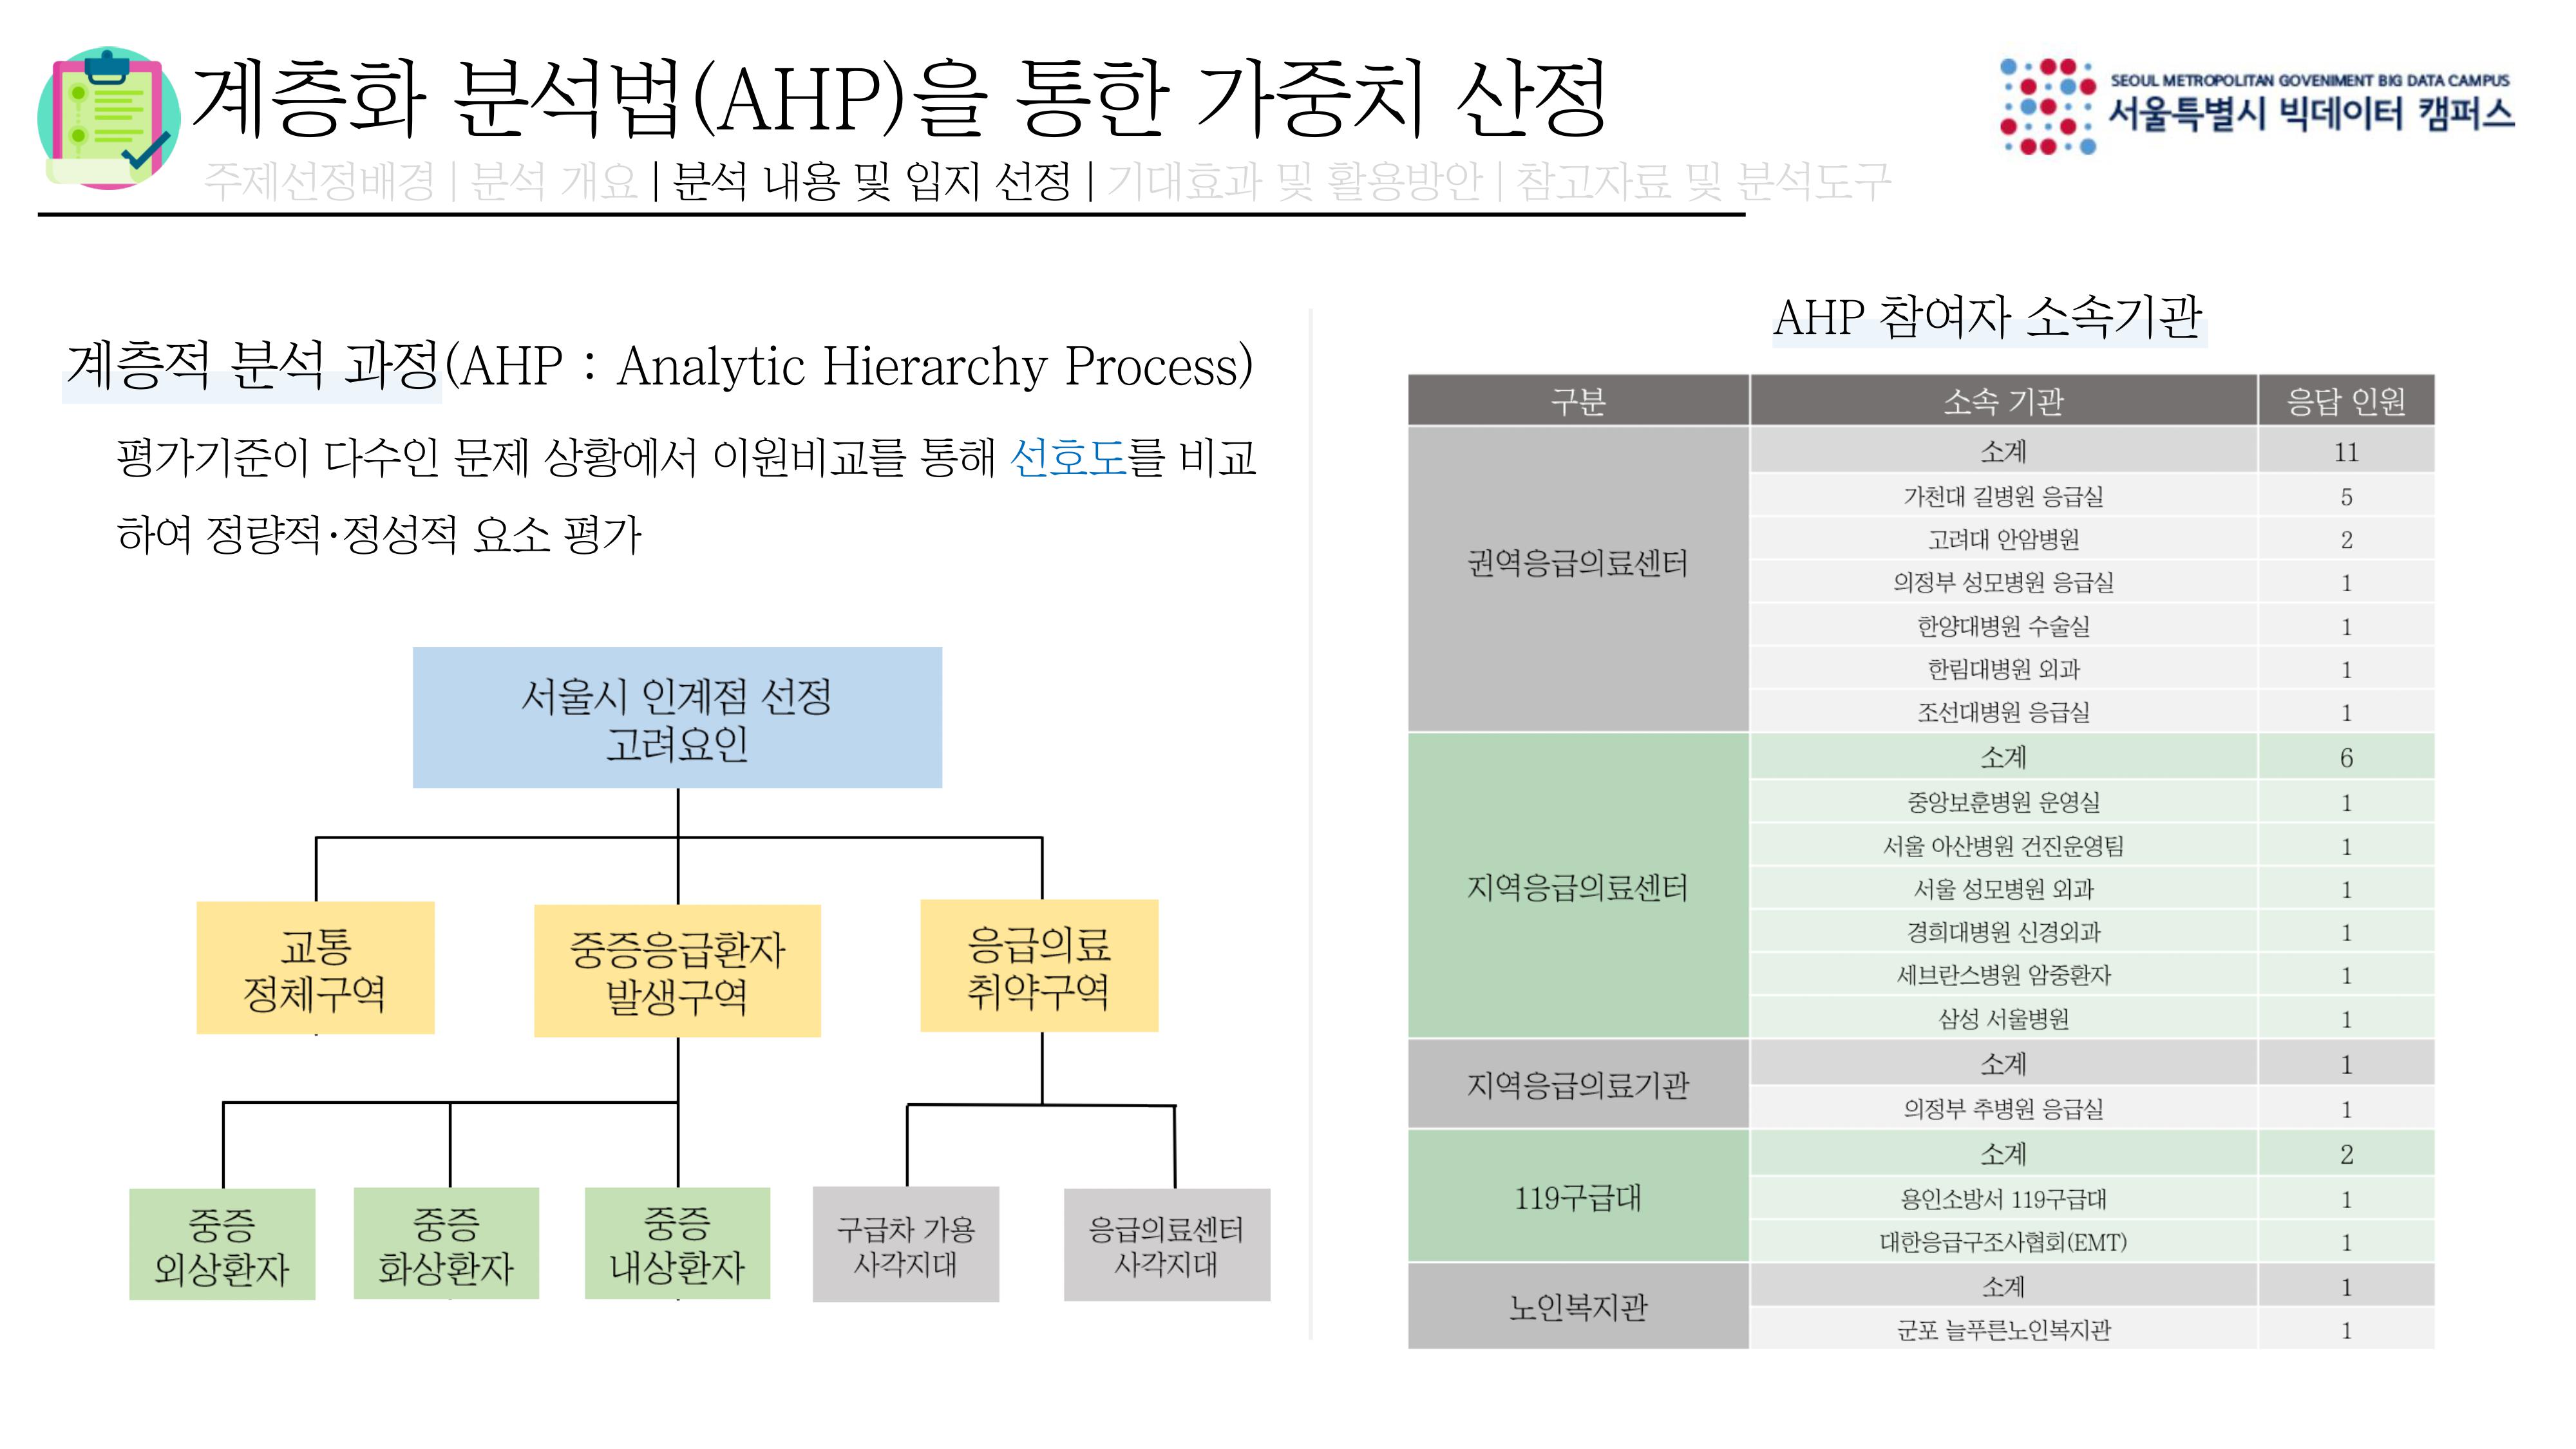 계층화 분석법(AHP)을 통한 가중치 산정
주제선정배경 | 분석 개요 | 분석 내용 및 입지 선정 | 기대효과 및 활용방안 | 참고자료 및 분석도구
SEOUL METROPOLITAN GOVENIMENT BIG DATA CAMPUS
서울특별시 빅데이터 캠퍼스
계층적 분석 과정(AHP : Analytic Hierarchy Process)
평가기준이 다수인 문제 상황에서 이원비교를 통해 선호도를 비교
하여 정량적·정성적 요소 평가
서울시 인계점 선정
고려요인
교통
정체구역
중증응급환자
발생구역
응급의료
취약구역
중증
외상환자
중증
화상환자
중증
내상환자
구급차 가용
사각지대
응급의료센터
사각지대
AHP 참여자 소속기관
구분 소속 기관 응답 인원
권역응급의료센터
소계 11
가천대 길병원 응급실 5
고려대 안암병원 2
의정부 성모병원 응급실 1
한양대병원 수술실 1
한림대병원 외과 1
조선대병원 응급실 1
지역응급의료센터
소계 6
중앙보훈병원 운영실 1
서울 아산병원 건진운영팀 1
서울 성모병원 외과 1
경희대병원 신경외과 1
세브란스병원 암중환자 1
삼성 서울병원 1
지역응급의료기관
소계 1
의정부 추병원 응급실 1
119구급대
소계 2
용인소방서 119구급대 1
대한응급구조사협회(EMT) 1
노인복지관
소계 1
군포 늘푸른노인복지관 1